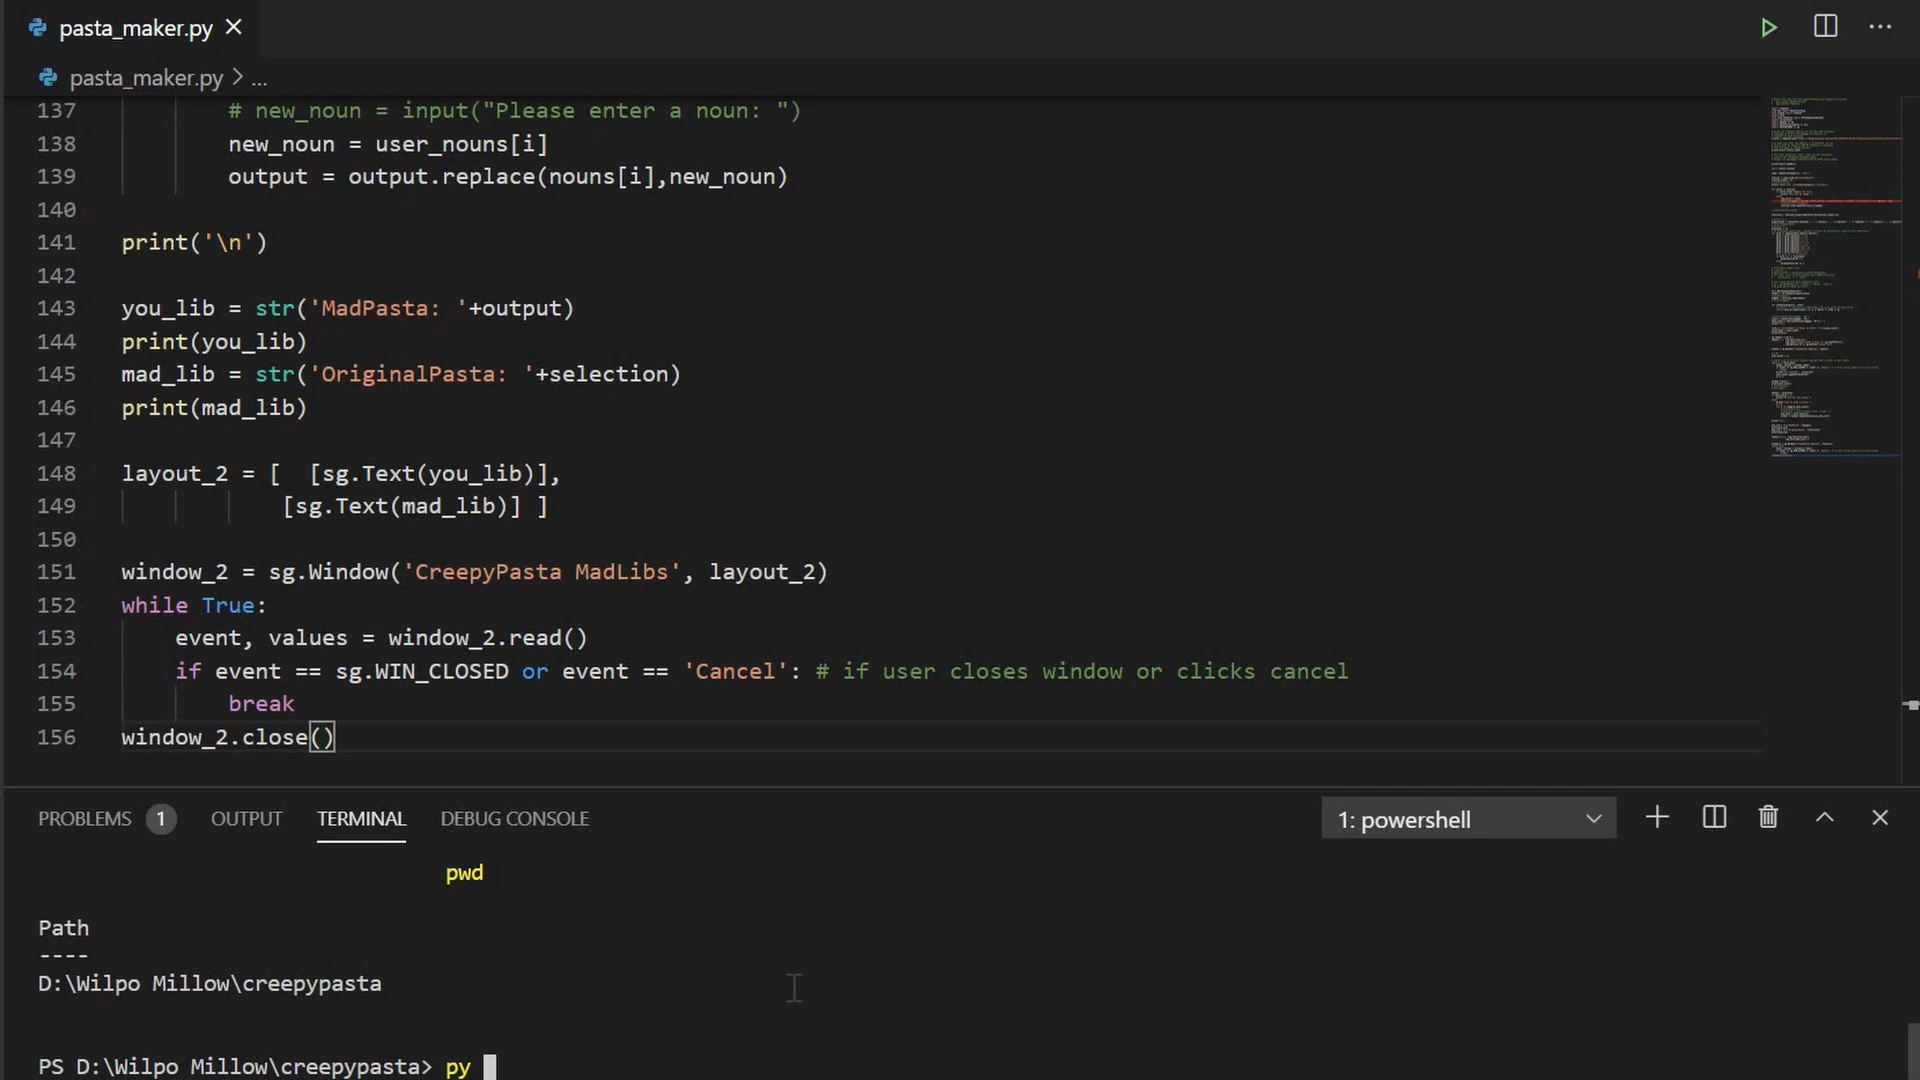 pasta_maker.py
pasta_maker.py > ...
137 # new_noun = input("Please enter a noun: ")
138 new_noun = user_nouns[i]
139 output = output.replace(nouns[i],new_noun)
140
141 print('\n')
142
143 you_lib = str('MadPasta: '+output)
144 print(you_lib)
145 mad_lib = str('OriginalPasta: '+selection)
146 print(mad_lib)
147
148 layout_2 = [  [sg.Text(you_lib)],
149 [sg.Text(mad_lib)] ]
150
151 window_2 = sg.Window('CreepyPasta MadLibs', layout_2)
152 while True:
153 event, values = window_2.read()
154 if event == sg.WIN_CLOSED or event == 'Cancel': # if user closes window or clicks cancel
155 break
156 window_2.close()
PROBLEMS 1 OUTPUT TERMINAL DEBUG CONSOLE 1: powershell
pwd
Path
----
D:\Wilpo Millow\creepypasta
PS D:\Wilpo Millow\creepypasta> py